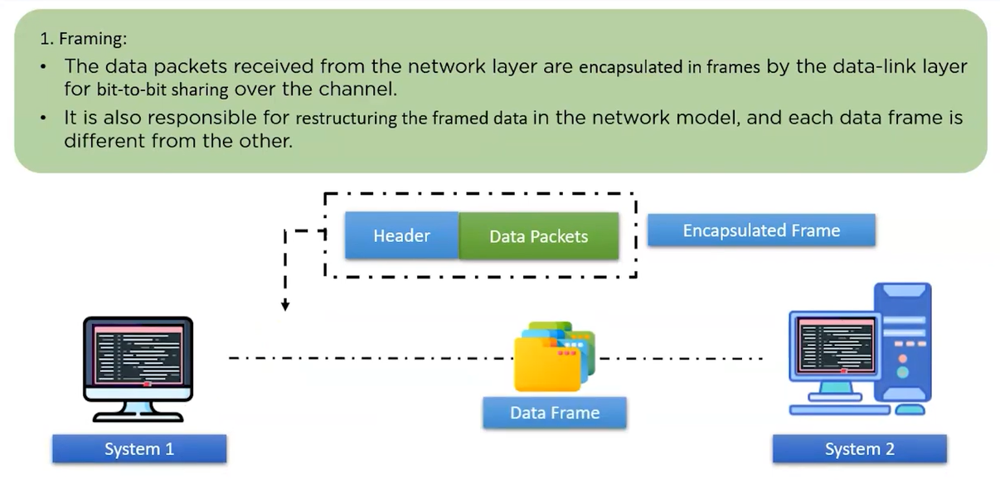 1. Framing:
• The data packets received from the network layer are encapsulated in frames by the data-link layer
for bit-to-bit sharing over the channel.
• It is also responsible for restructuring the framed data in the network model, and each data frame is
different from the other.
Header
Data Packets
Encapsulated Frame
Data Frame
System 1
System 2